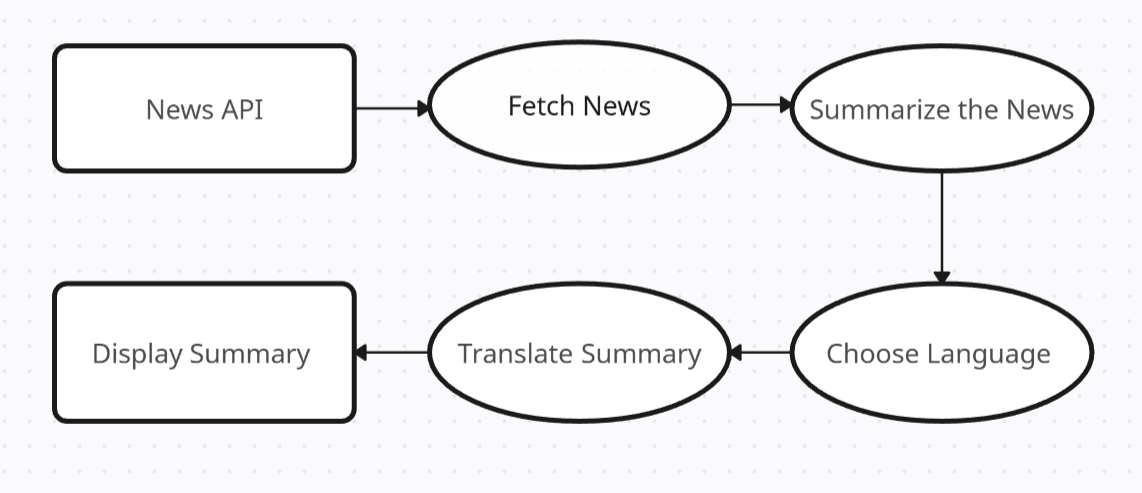 News API
Fetch News
Summarize the News
Display Summary
Translate Summary
Choose Language